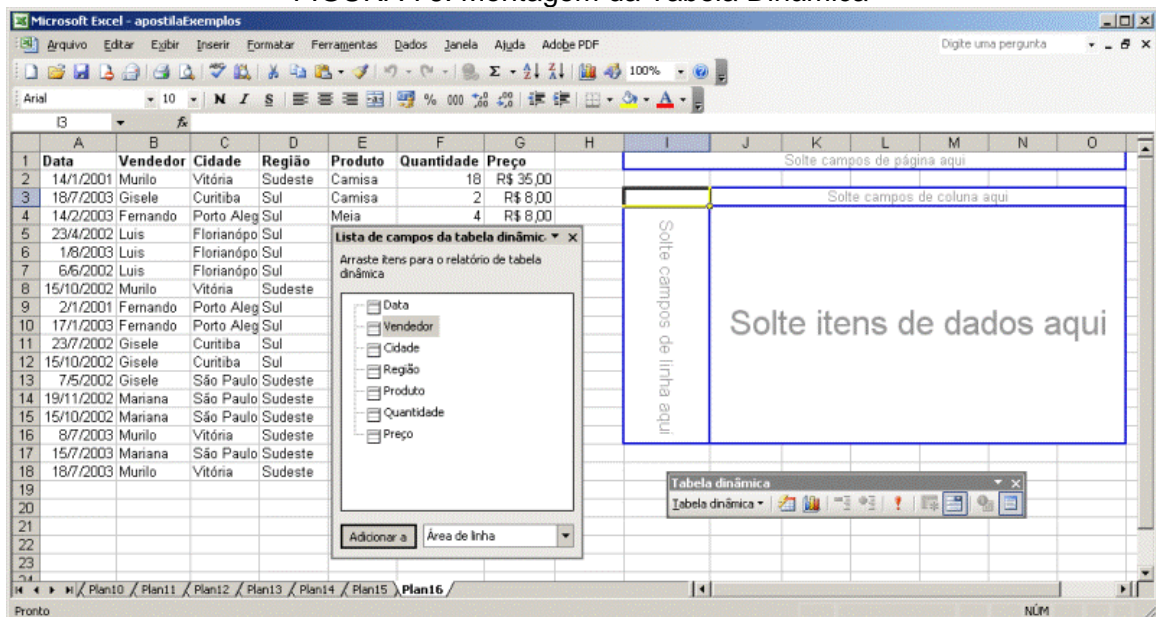 Microsoft Excel - apostilaExemplos
Arquivo Editar Exibir Inserir Formatar Ferramentas Dados Janela Ajuda Adobe PDF Digite uma pergunta
100%
Arial 10 N I S % 000
I3 fx
A B C D E F G H I J K L M N O
1 Data Vendedor Cidade Região Produto Quantidade Preço Solte campos de página aqui
2 14/1/2001 Murilo Vitória Sudeste Camisa 18 R$ 35,00
3 18/7/2003 Gisele Curitiba Sul Camisa 2 R$ 8,00 Solte campos de coluna aqui
4 14/2/2003 Fernando Porto Aleg Sul Meia 4 R$ 8,00
5 23/4/2002 Luis Florianópo Sul
6 1/8/2003 Luis Florianópo Sul
7 6/6/2002 Luis Florianópo Sul
8 15/10/2002 Murilo Vitória Sudeste
9 2/1/2001 Fernando Porto Aleg Sul
10 17/1/2003 Fernando Porto Aleg Sul
11 23/7/2002 Gisele Curitiba Sul
12 15/10/2002 Gisele Curitiba Sul
13 7/5/2002 Gisele São Paulo Sudeste
14 19/11/2002 Mariana São Paulo Sudeste
15 15/10/2002 Mariana São Paulo Sudeste
16 8/7/2003 Murilo Vitória Sudeste
17 15/7/2003 Mariana São Paulo Sudeste
18 18/7/2003 Murilo Vitória Sudeste
19
20
21
22
23
Lista de campos da tabela dinâmic
Arraste itens para o relatório de tabela
dinâmica
Data
Vendedor
Cidade
Região
Produto
Quantidade
Preço
Adicionar a Área de linha
Solte campos de linha aqui
Solte itens de dados aqui
Tabela dinâmica
Tabela dinâmica
Plan10 Plan11 Plan12 Plan13 Plan14 Plan15 Plan16
Pronto NÚM